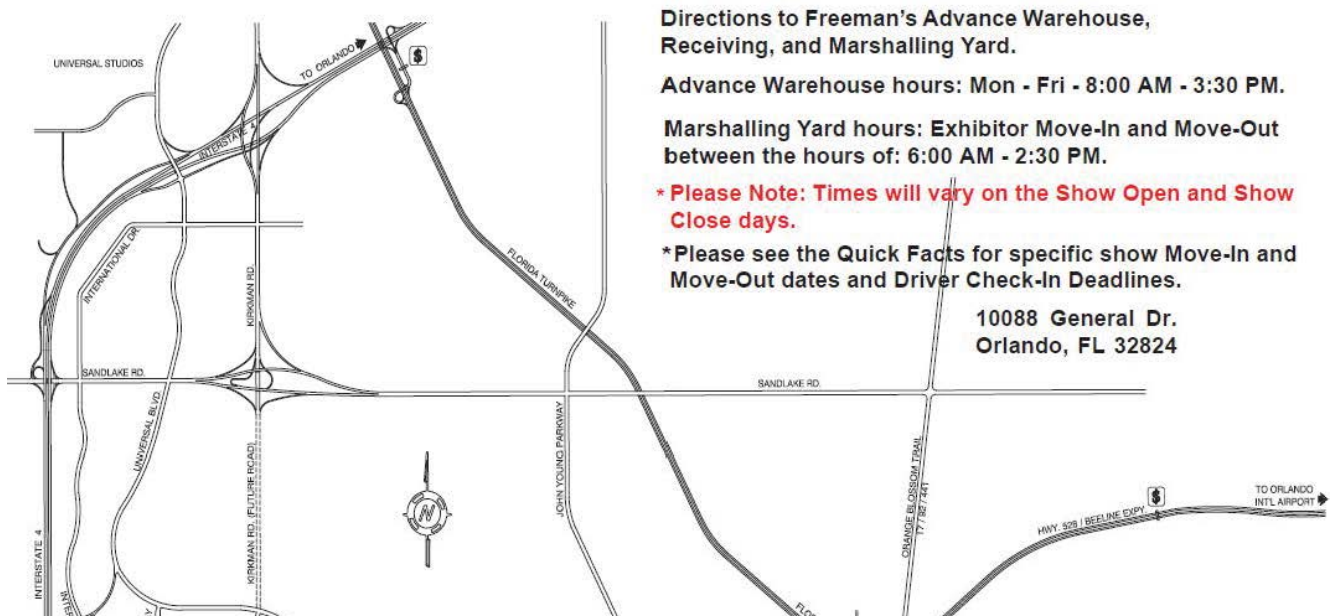 Directions to Freeman's Advance Warehouse,
Receiving, and Marshalling Yard.
Advance Warehouse hours: Mon - Fri - 8:00 AM - 3:30 PM.
Marshalling Yard hours: Exhibitor Move-In and Move-Out
between the hours of: 6:00 AM - 2:30 PM.
* Please Note: Times will vary on the Show Open and Show
Close days.
*Please see the Quick Facts for specific show Move-In and
Move-Out dates and Driver Check-In Deadlines.
10088 General Dr.
Orlando, FL 32824
UNIVERSAL STUDIOS
TO ORLANDO
$
INTERSTATE 4
INTERNATIONAL DR.
KIRKMAN RD.
FLORIDA TURNPIKE
SANDLAKE RD.
SANDLAKE RD.
UNIVERSAL BLVD.
KIRKMAN RD. (FUTURE ROAD)
JOHN YOUNG PARKWAY
ORANGE BLOSSOM TRAIL
17 / 92 / 441
N
INTERSTATE 4
HWY. 528 / BEELINE EXPY
$
TO ORLANDO
INT'L AIRPORT